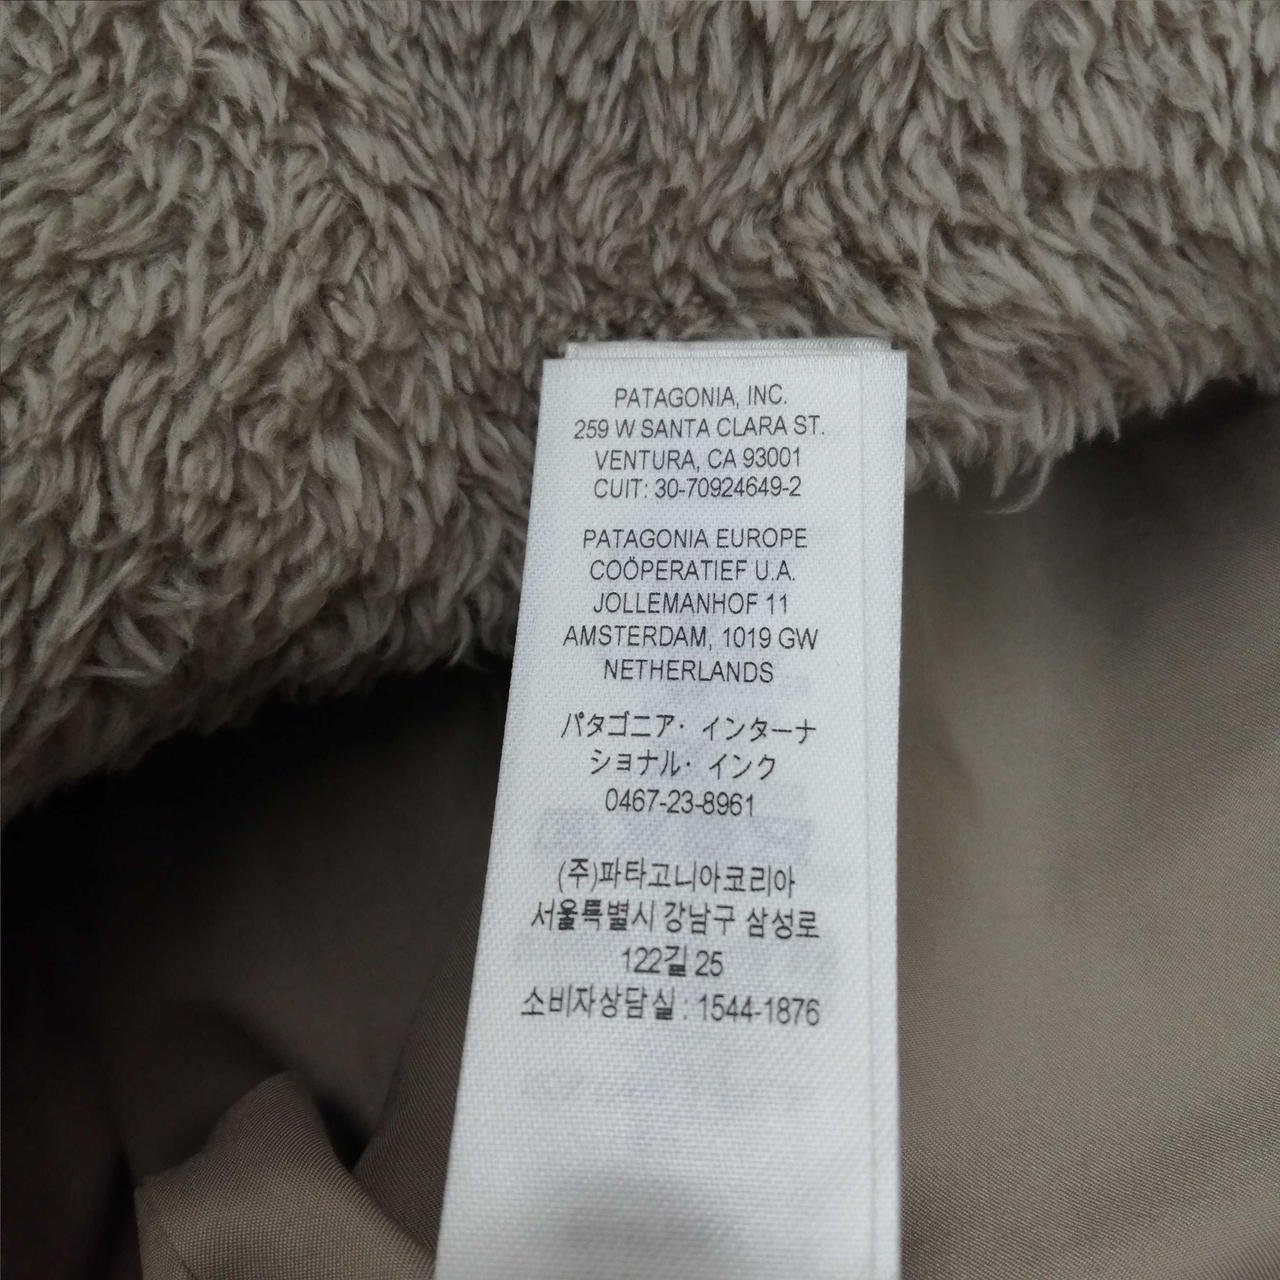 PATAGONIA, INC.
259 W SANTA CLARA ST.
VENTURA, CA 93001
CUIT: 30-70924649-2
PATAGONIA EUROPE
COÖPERATIEF U.A.
JOLLEMANHOF 11
AMSTERDAM, 1019 GW
NETHERLANDS
パタゴニア・インターナ
ショナル・インク
0467-23-8961
(주)파타고니아코리아
서울특별시 강남구 삼성로
122길 25
소비자상담실 : 1544-1876